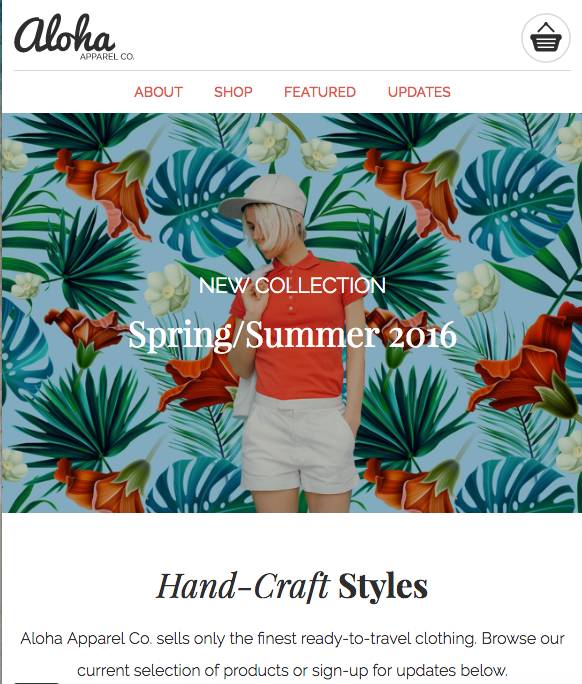 Aloha
APPAREL CO.
ABOUT SHOP FEATURED UPDATES
NEW COLLECTION
Spring/Summer 2016
Hand-Craft Styles
Aloha Apparel Co. sells only the finest ready-to-travel clothing. Browse our
current selection of products or sign-up for updates below.